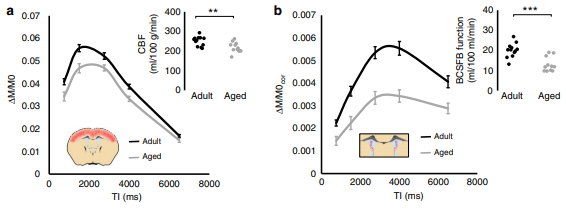 a
0.07
0.06
0.05
0.04
0.03
0.02
0.01
0
ΔM/M0
0
2000
4000
6000
8000
TI (ms)
Adult
Aged
CBF
(ml/100 g/min)
400
300
200
100
0
**
Adult Aged
b
0.007
0.006
0.005
0.004
0.003
0.002
0.001
0
ΔM/M0cor
0
2000
4000
6000
8000
TI (ms)
Adult
Aged
BCSFB function
(ml/100 ml/min)
40
30
20
10
0
***
Adult Aged